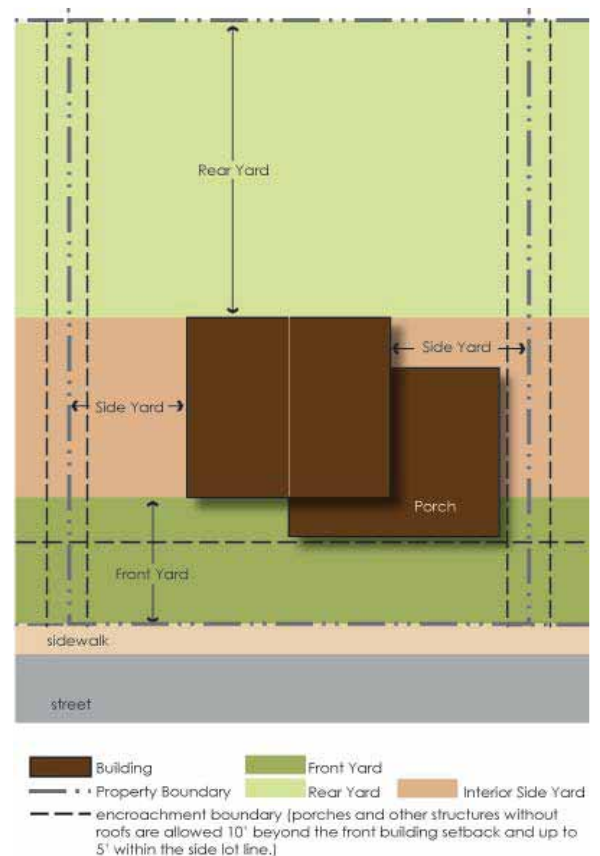 Rear Yard
Side Yard
Side Yard
Porch
Front Yard
sidewalk
street
Building
Front Yard
Property Boundary
Rear Yard
Interior Side Yard
encroachment boundary (porches and other structures without
roofs are allowed 10' beyond the front building setback and up to
5' within the side lot line.)